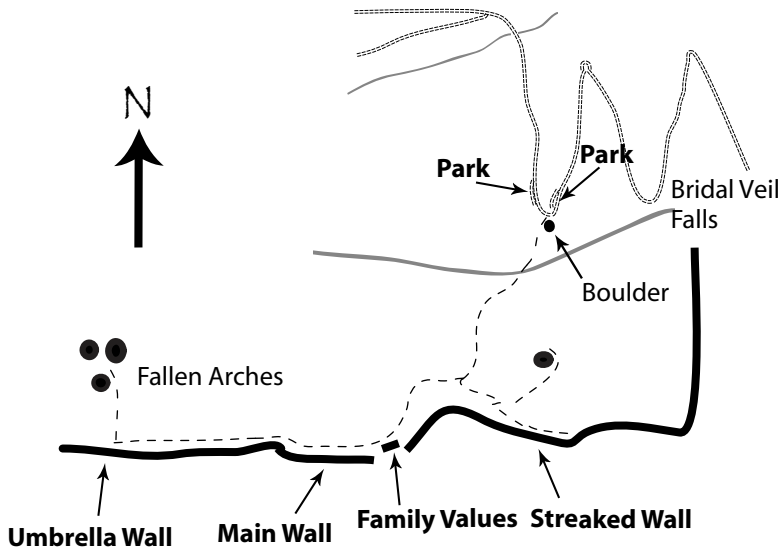 N
Park
Park
Bridal Veil
Falls
Boulder
Fallen Arches
Umbrella Wall
Main Wall
Family Values
Streaked Wall